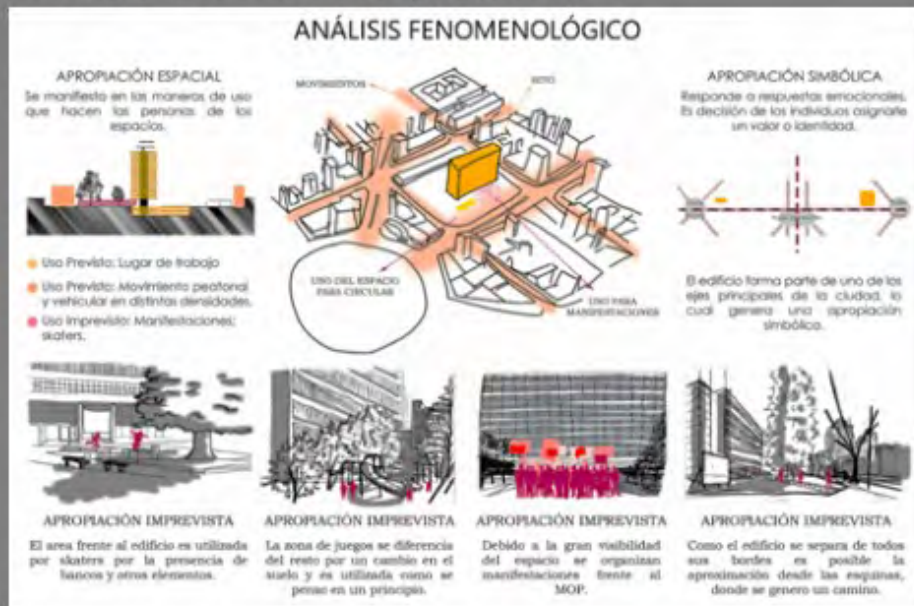 ANÁLISIS FENOMENOLÓGICO
APROPIACIÓN ESPACIAL
Se manifiesta en las maneras de uso
que hacen las personas de los
espacios.
Uso Previsto: Lugar de trabajo
Uso Previsto: Movimiento peatonal
y vehicular en distintas densidades.
Uso Imprevisto: Manifestaciones;
skaters.
MOVIMIENTOS
HITO
USO DEL ESPACIO
PARA CIRCULAR
USO PARA
MANIFESTACIONES
APROPIACIÓN SIMBÓLICA
Responde a respuestas emocionales.
Es decisión de los individuos asignarle
un valor o identidad.
El edificio forma parte de uno de los
ejes principales de la ciudad, lo
cual genera una apropiación
simbólica.
APROPIACIÓN IMPREVISTA
El area frente al edificio es utilizada
por skaters por la presencia de
bancos y otros elementos.
APROPIACIÓN IMPREVISTA
La zona de juegos se diferencia
del resto por un cambio en el
suelo y es utilizada como se
penso en un principio.
APROPIACIÓN IMPREVISTA
Debido a la gran visibilidad
del espacio se organizan
manifestaciones frente al
MOP.
APROPIACIÓN IMPREVISTA
Como el edificio se separa de todos
sus bordes es posible la
aproximación desde las esquinas,
donde se genero un camino.